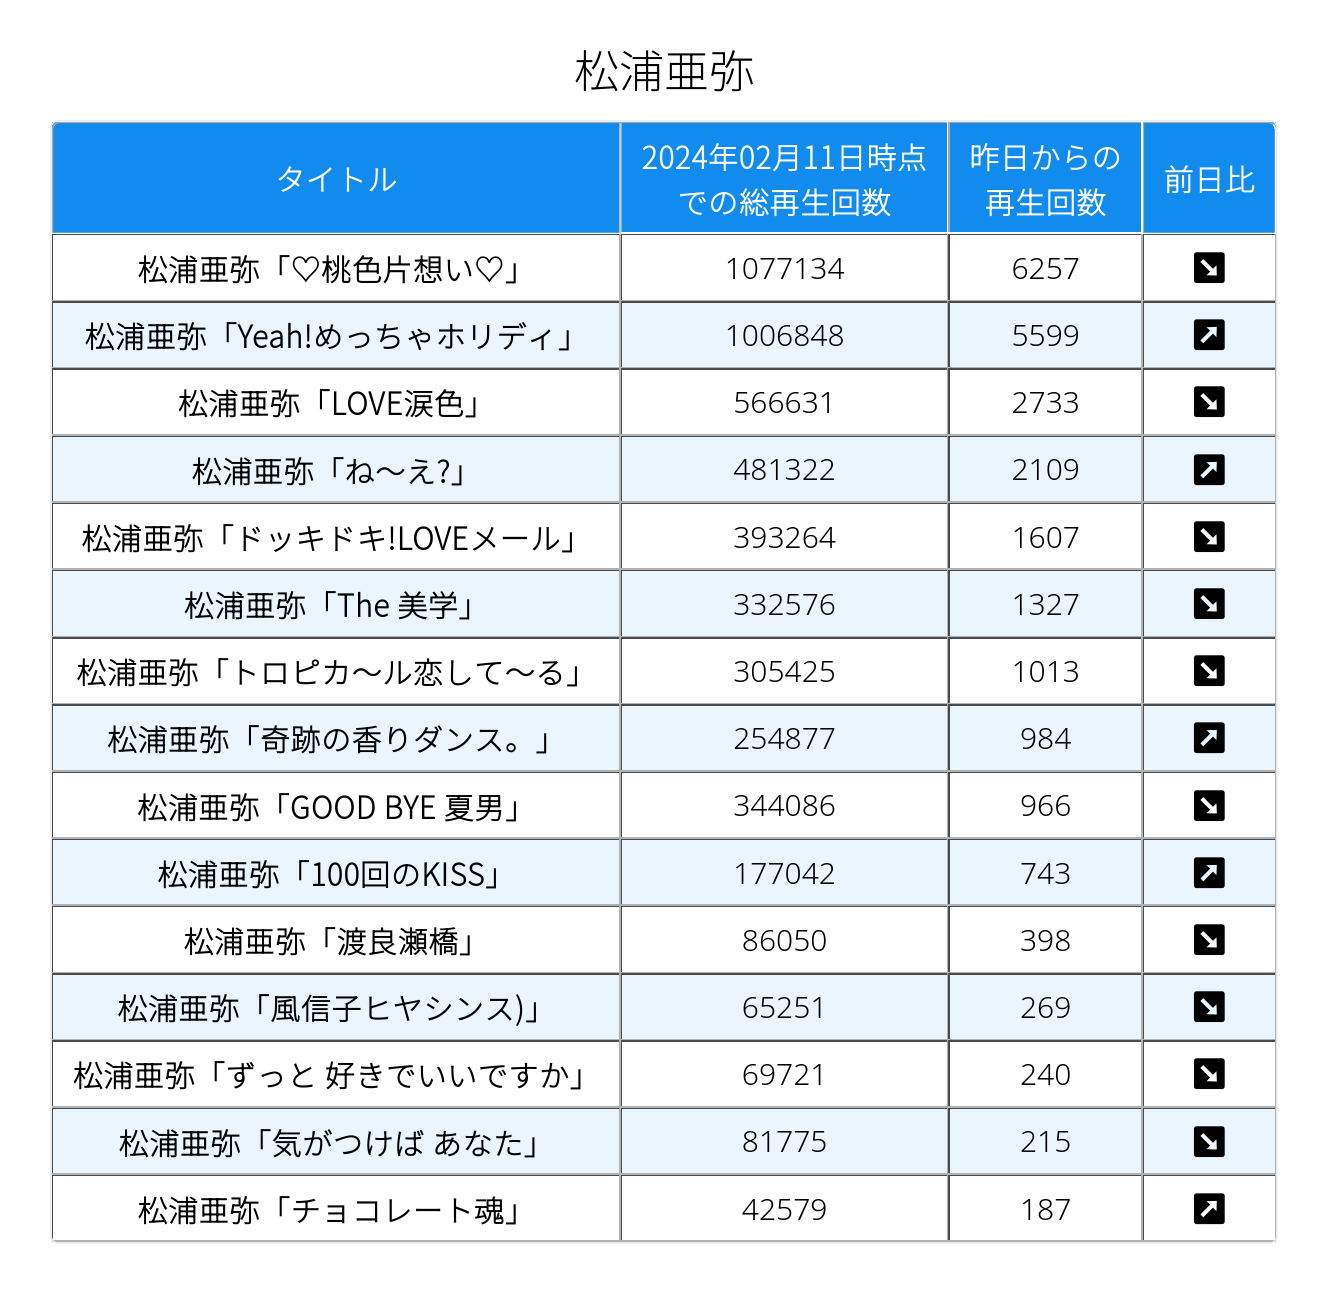 松浦亜弥
タイトル
2024年02月11日時点
での総再生回数
昨日からの
再生回数
前日比
松浦亜弥「♡桃色片想い♡」 1077134 6257 ↘
松浦亜弥「Yeah!めっちゃホリディ」 1006848 5599 ↗
松浦亜弥「LOVE涙色」 566631 2733 ↘
松浦亜弥「ね〜え?」 481322 2109 ↗
松浦亜弥「ドッキドキ!LOVEメール」 393264 1607 ↘
松浦亜弥「The 美学」 332576 1327 ↘
松浦亜弥「トロピカ〜ル恋して〜る」 305425 1013 ↘
松浦亜弥「奇跡の香りダンス。」 254877 984 ↗
松浦亜弥「GOOD BYE 夏男」 344086 966 ↘
松浦亜弥「100回のKISS」 177042 743 ↗
松浦亜弥「渡良瀬橋」 86050 398 ↘
松浦亜弥「風信子ヒヤシンス)」 65251 269 ↘
松浦亜弥「ずっと 好きでいいですか」 69721 240 ↘
松浦亜弥「気がつけば あなた」 81775 215 ↘
松浦亜弥「チョコレート魂」 42579 187 ↗